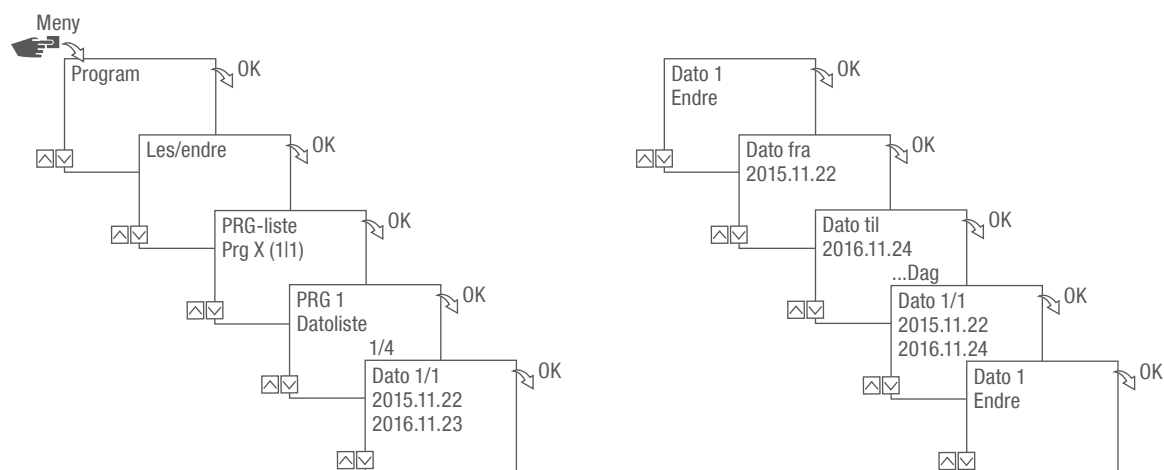 Meny
Program
OK
Les/endre
OK
PRG-liste
Prg X (1|1)
OK
PRG 1
Datoliste
OK
1/4
Dato 1/1
2015.11.22
2016.11.23
OK
Dato 1
Endre
OK
Dato fra
2015.11.22
OK
Dato til
2016.11.24
OK
...Dag
Dato 1/1
2015.11.22
2016.11.24
OK
Dato 1
Endre
OK